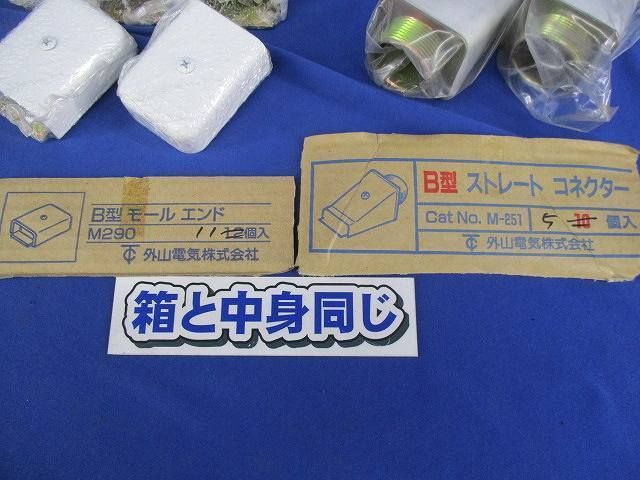 B型 モール エンド
M290 11 12個入
外山電気株式会社
B型 ストレート コネクター
Cat No. M-251 5 10 個入
外山電気株式会社
箱と中身同じ